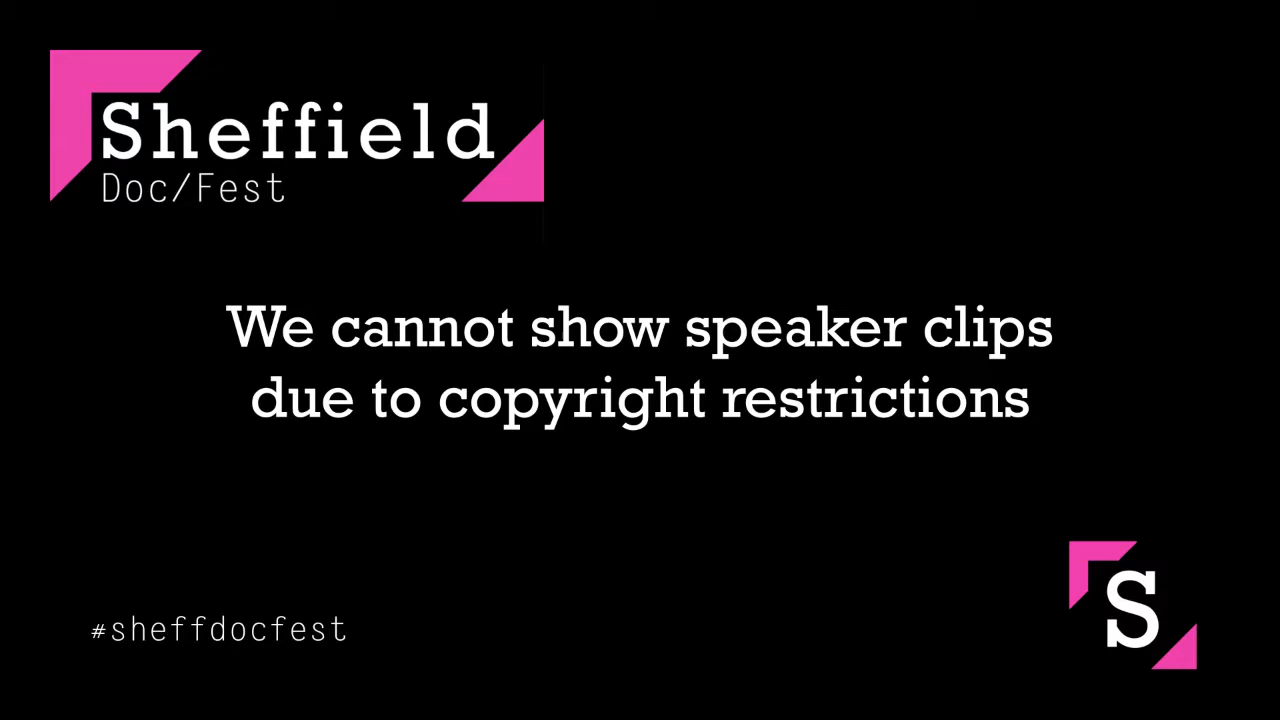 Sheffield
Doc/Fest
We cannot show speaker clips
due to copyright restrictions
#sheffdocfest
S